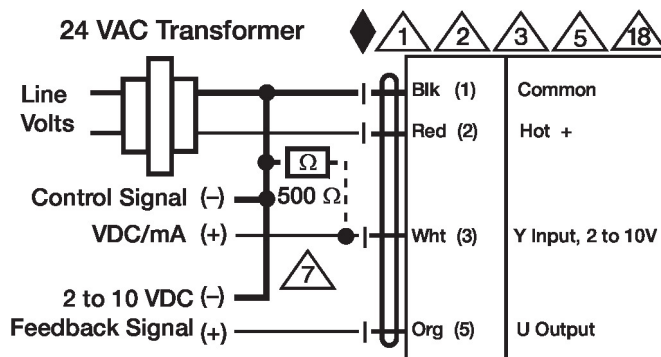 24 VAC Transformer
1 2 3 5 18
Line
Volts
Blk (1) Common
Red (2) Hot +
Ω
500 Ω
Control Signal (–)
VDC/mA (+)
Wht (3) Y Input, 2 to 10V
7
2 to 10 VDC (–)
Feedback Signal (+)
Org (5) U Output